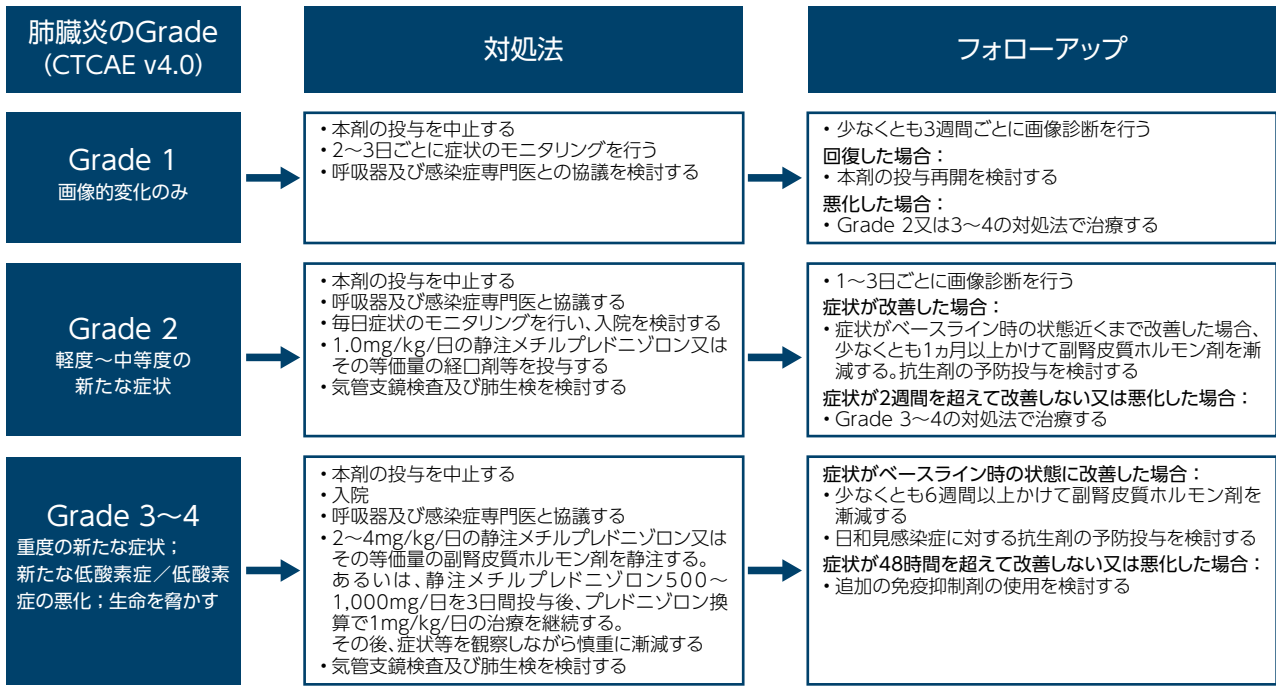 肺臓炎のGrade
(CTCAE v4.0)
対処法
フォローアップ
Grade 1
画像的変化のみ
・本剤の投与を中止する
・2～3日ごとに症状のモニタリングを行う
・呼吸器及び感染症専門医との協議を検討する
・少なくとも3週間ごとに画像診断を行う
回復した場合：
・本剤の投与再開を検討する
悪化した場合：
・Grade 2又は3～4の対処法で治療する
Grade 2
軽度～中等度の
新たな症状
・本剤の投与を中止する
・呼吸器及び感染症専門医と協議する
・毎日症状のモニタリングを行い、入院を検討する
・1.0mg/kg/日の静注メチルプレドニゾロン又は
その等価量の経口剤等を投与する
・気管支鏡検査及び肺生検を検討する
・1～3日ごとに画像診断を行う
症状が改善した場合：
・症状がベースライン時の状態近くまで改善した場合、
少なくとも1ヵ月以上かけて副腎皮質ホルモン剤を漸
減する。抗生剤の予防投与を検討する
症状が2週間を超えて改善しない又は悪化した場合：
・Grade 3～4の対処法で治療する
Grade 3～4
重度の新たな症状；
新たな低酸素症／低酸素
症の悪化；生命を脅かす
・本剤の投与を中止する
・入院
・呼吸器及び感染症専門医と協議する
・2～4mg/kg/日の静注メチルプレドニゾロン又は
その等価量の副腎皮質ホルモン剤を静注する。
あるいは、静注メチルプレドニゾロン500～
1,000mg/日を3日間投与後、プレドニゾロン換
算で1mg/kg/日の治療を継続する。
その後、症状等を観察しながら慎重に漸減する
・気管支鏡検査及び肺生検を検討する
症状がベースライン時の状態に改善した場合：
・少なくとも6週間以上かけて副腎皮質ホルモン剤を
漸減する
・日和見感染症に対する抗生剤の予防投与を検討する
症状が48時間を超えて改善しない又は悪化した場合：
・追加の免疫抑制剤の使用を検討する